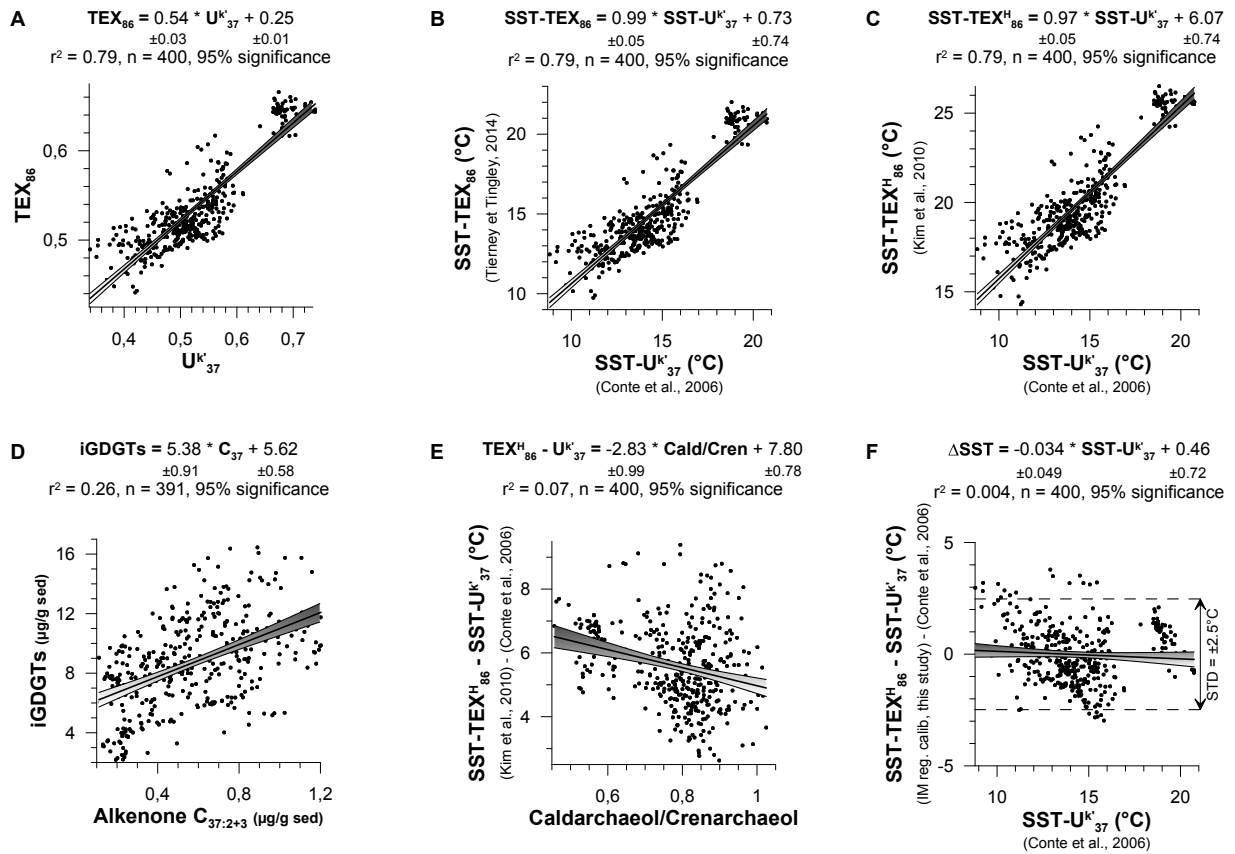 A
TEX86 = 0.54 * Uk'37 + 0.25
±0.03 ±0.01
r2 = 0.79, n = 400, 95% significance
TEX86
0,6
0,5
0,4 0,5 0,6 0,7
Uk'37
B
SST-TEX86 = 0.99 * SST-Uk'37 + 0.73
±0.05 ±0.74
r2 = 0.79, n = 400, 95% significance
SST-TEX86 (°C)
(Tierney et Tingley, 2014)
20
15
10
10 15 20
SST-Uk'37 (°C)
(Conte et al., 2006)
C
SST-TEXH86 = 0.97 * SST-Uk'37 + 6.07
±0.05 ±0.74
r2 = 0.79, n = 400, 95% significance
SST-TEXH86 (°C)
(Kim et al., 2010)
25
20
15
10 15 20
SST-Uk'37 (°C)
(Conte et al., 2006)
D
iGDGTs = 5.38 * C37 + 5.62
±0.91 ±0.58
r2 = 0.26, n = 391, 95% significance
iGDGTs (µg/g sed)
16
12
8
4
0,4 0,8 1,2
Alkenone C37:2+3 (µg/g sed)
E
TEXH86 - Uk'37 = -2.83 * Cald/Cren + 7.80
±0.99 ±0.78
r2 = 0.07, n = 400, 95% significance
SST-TEXH86 - SST-Uk'37 (°C)
(Kim et al., 2010) - (Conte et al., 2006)
8
6
4
0,6 0,8 1
Caldarchaeol/Crenarchaeol
F
ΔSST = -0.034 * SST-Uk'37 + 0.46
±0.049 ±0.72
r2 = 0.004, n = 400, 95% significance
SST-TEXH86 - SST-Uk'37 (°C)
(IM reg. calib, this study) - (Conte et al., 2006)
5
0
-5
STD = ±2.5°C
10 15 20
SST-Uk'37 (°C)
(Conte et al., 2006)